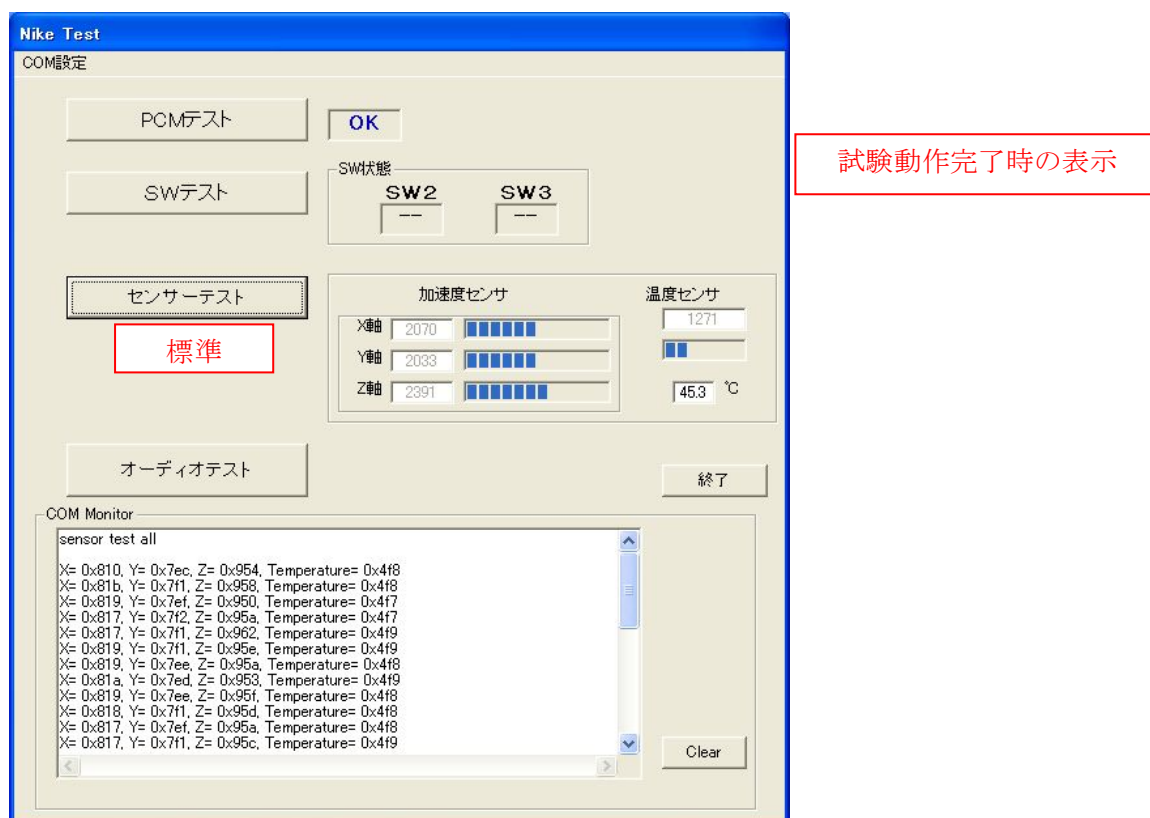 Nike Test
COM設定
PCMテスト
OK
試験動作完了時の表示
SWテスト
SW状態
SW2 SW3
-- --
センサーテスト
標準
加速度センサ 温度センサ
1271
X軸 2070
Y軸 2033
Z軸 2391
45.3 ℃
オーディオテスト
終了
COM Monitor
sensor test all
X= 0x810, Y= 0x7ec, Z= 0x954, Temperature= 0x4f8
X= 0x81b, Y= 0x7f1, Z= 0x958, Temperature= 0x4f8
X= 0x819, Y= 0x7ef, Z= 0x950, Temperature= 0x4f7
X= 0x817, Y= 0x7f2, Z= 0x95a, Temperature= 0x4f7
X= 0x817, Y= 0x7f1, Z= 0x962, Temperature= 0x4f9
X= 0x819, Y= 0x7f1, Z= 0x95e, Temperature= 0x4f9
X= 0x819, Y= 0x7ee, Z= 0x95a, Temperature= 0x4f8
X= 0x81a, Y= 0x7ed, Z= 0x953, Temperature= 0x4f9
X= 0x819, Y= 0x7ee, Z= 0x95f, Temperature= 0x4f8
X= 0x818, Y= 0x7f1, Z= 0x95d, Temperature= 0x4f8
X= 0x817, Y= 0x7ef, Z= 0x95a, Temperature= 0x4f8
X= 0x817, Y= 0x7f1, Z= 0x95c, Temperature= 0x4f9
Clear